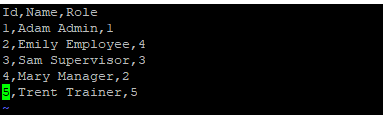 Id,Name,Role
1,Adam Admin,1
2,Emily Employee,4
3,Sam Supervisor,3
4,Mary Manager,2
5,Trent Trainer,5
~